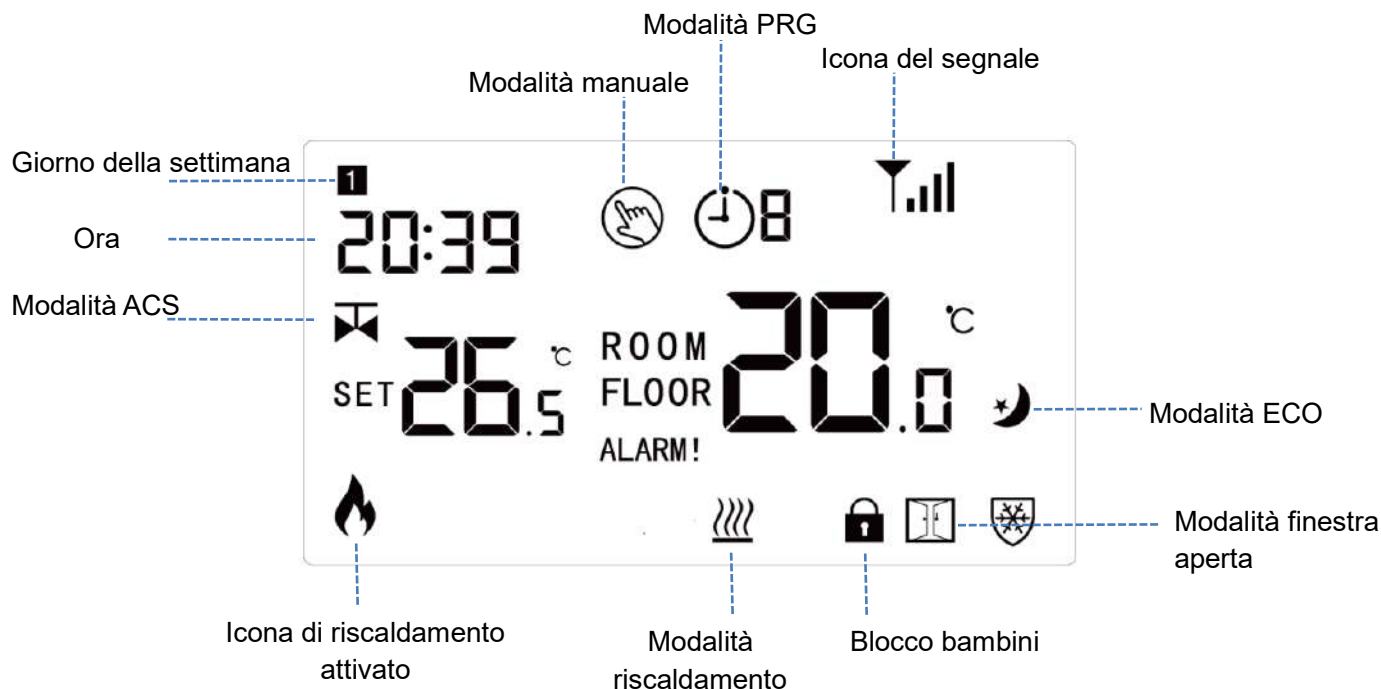 Modalità PRG
Icona del segnale
Modalità manuale
Giorno della settimana
1
20:39
8
Ora
Modalità ACS
°C
ROOM
20.0
°C
SET
26.5
FLOOR
ALARM!
Modalità ECO
Modalità finestra
aperta
Icona di riscaldamento
attivato
Modalità
riscaldamento
Blocco bambini